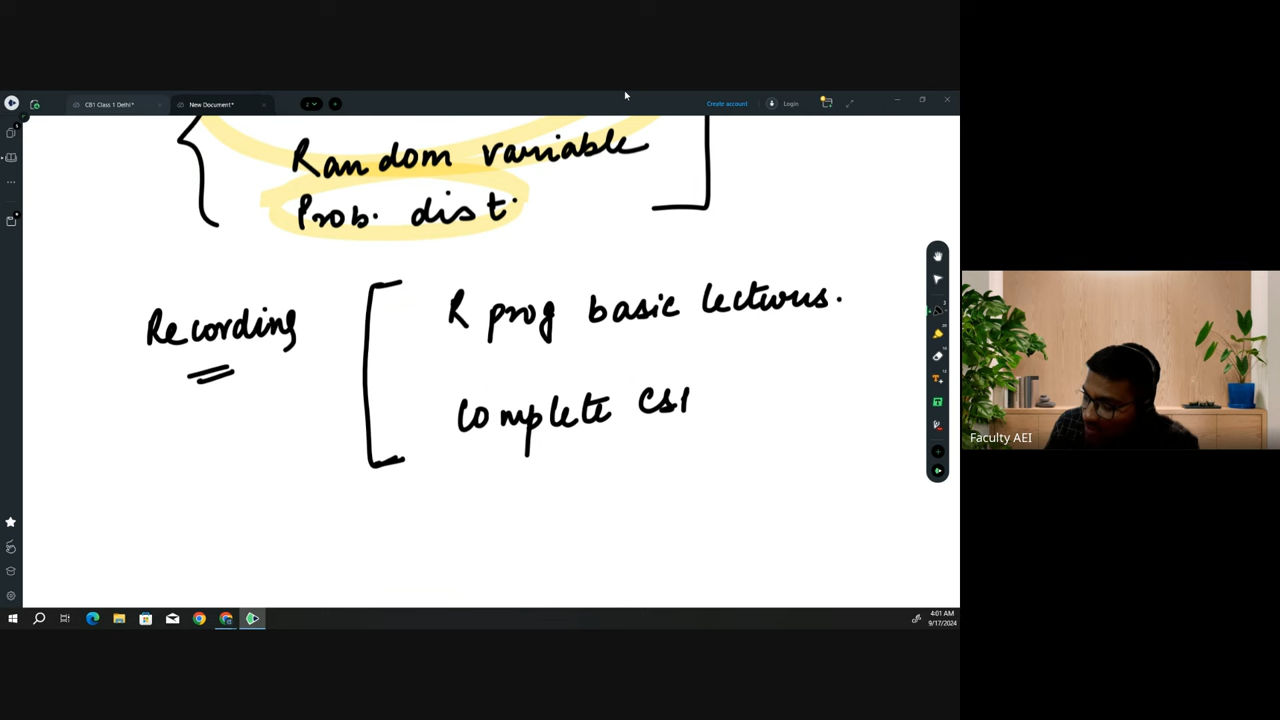 CB1 Class 1 Delhi*
New Document*
2
Create account
Login
Random variable
Prob. dist.
Recording
R prog basic lectures.
Complete CS1
Faculty AEI
4:01 AM
9/17/2024